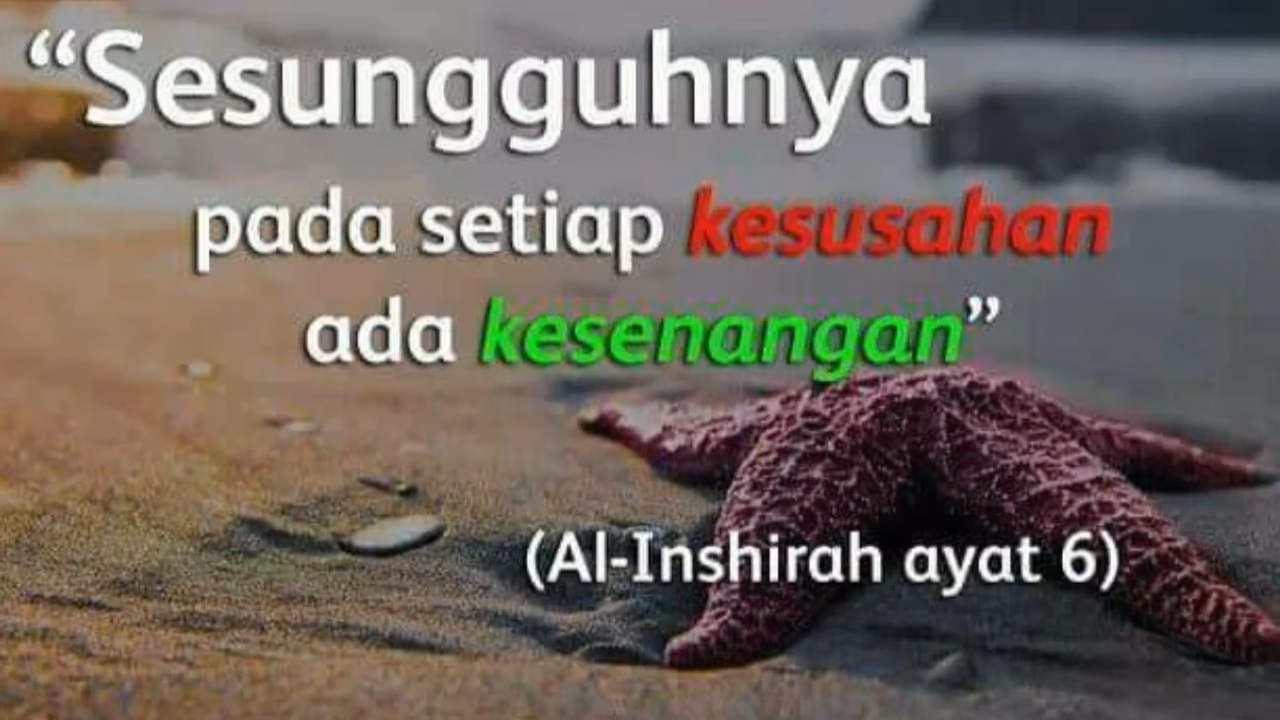 “Sesungguhnya
pada setiap kesusahan
ada kesenangan”
(Al-Inshirah ayat 6)